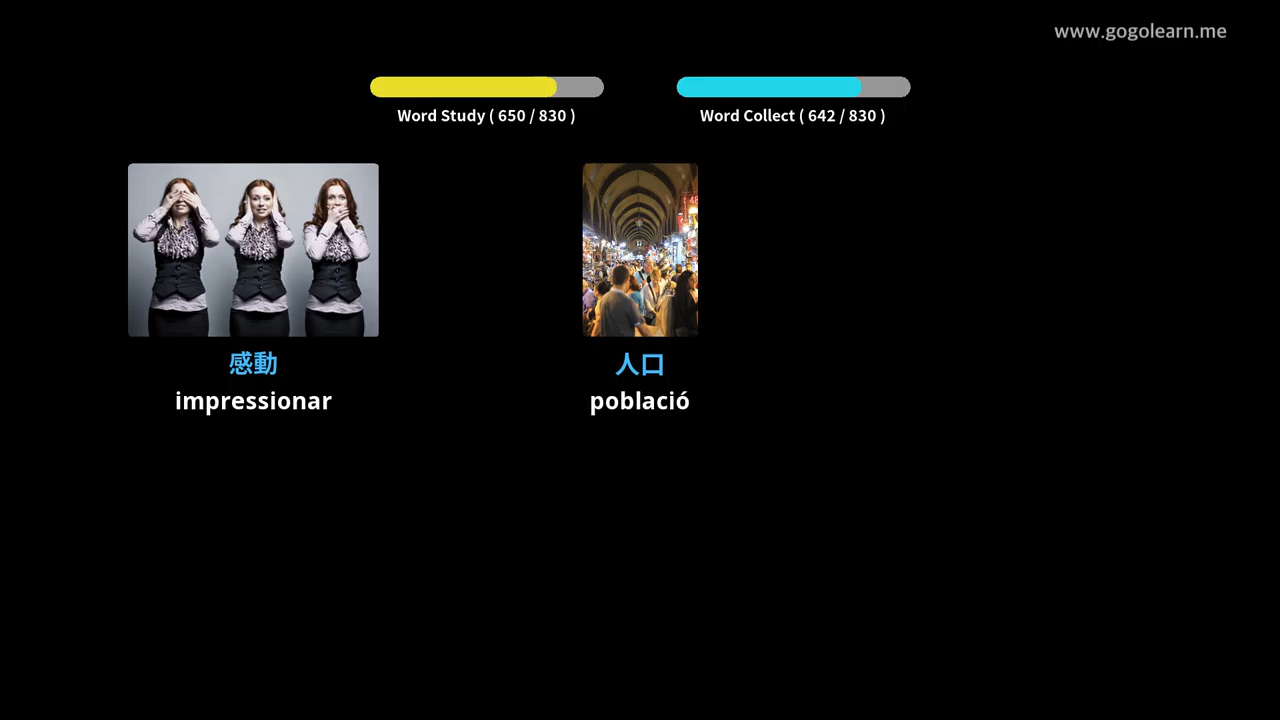 www.gogolearn.me
Word Study ( 650 / 830 )
Word Collect ( 642 / 830 )
感動
impressionar
人口
població